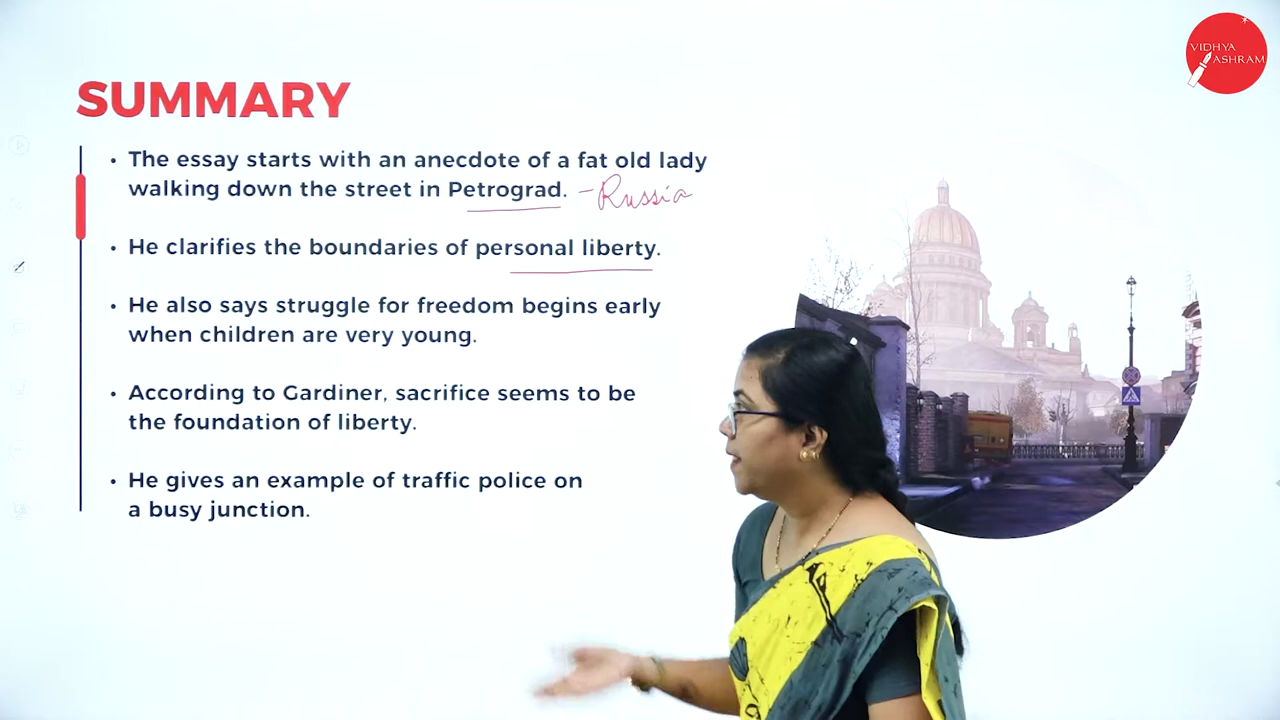 VIDHYA
ASHRAM
SUMMARY
• The essay starts with an anecdote of a fat old lady
walking down the street in Petrograd. - Russia
• He clarifies the boundaries of personal liberty.
• He also says struggle for freedom begins early
when children are very young.
• According to Gardiner, sacrifice seems to be
the foundation of liberty.
• He gives an example of traffic police on
a busy junction.